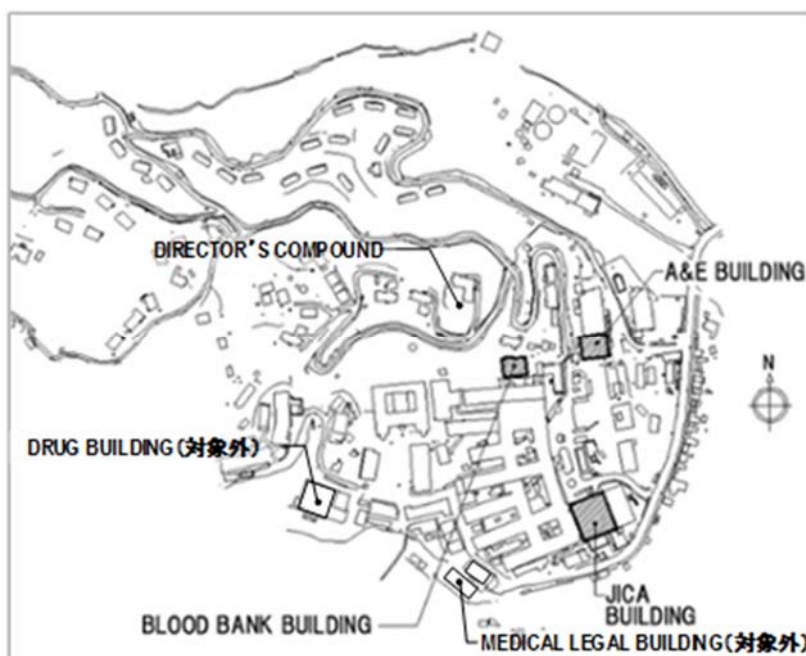 N
DIRECTOR'S COMPOUND
A&E BUILDING
DRUG BUILDING(対象外)
JICA
BUILDING
BLOOD BANK BUILDING
MEDICAL LEGAL BUILDING(対象外)